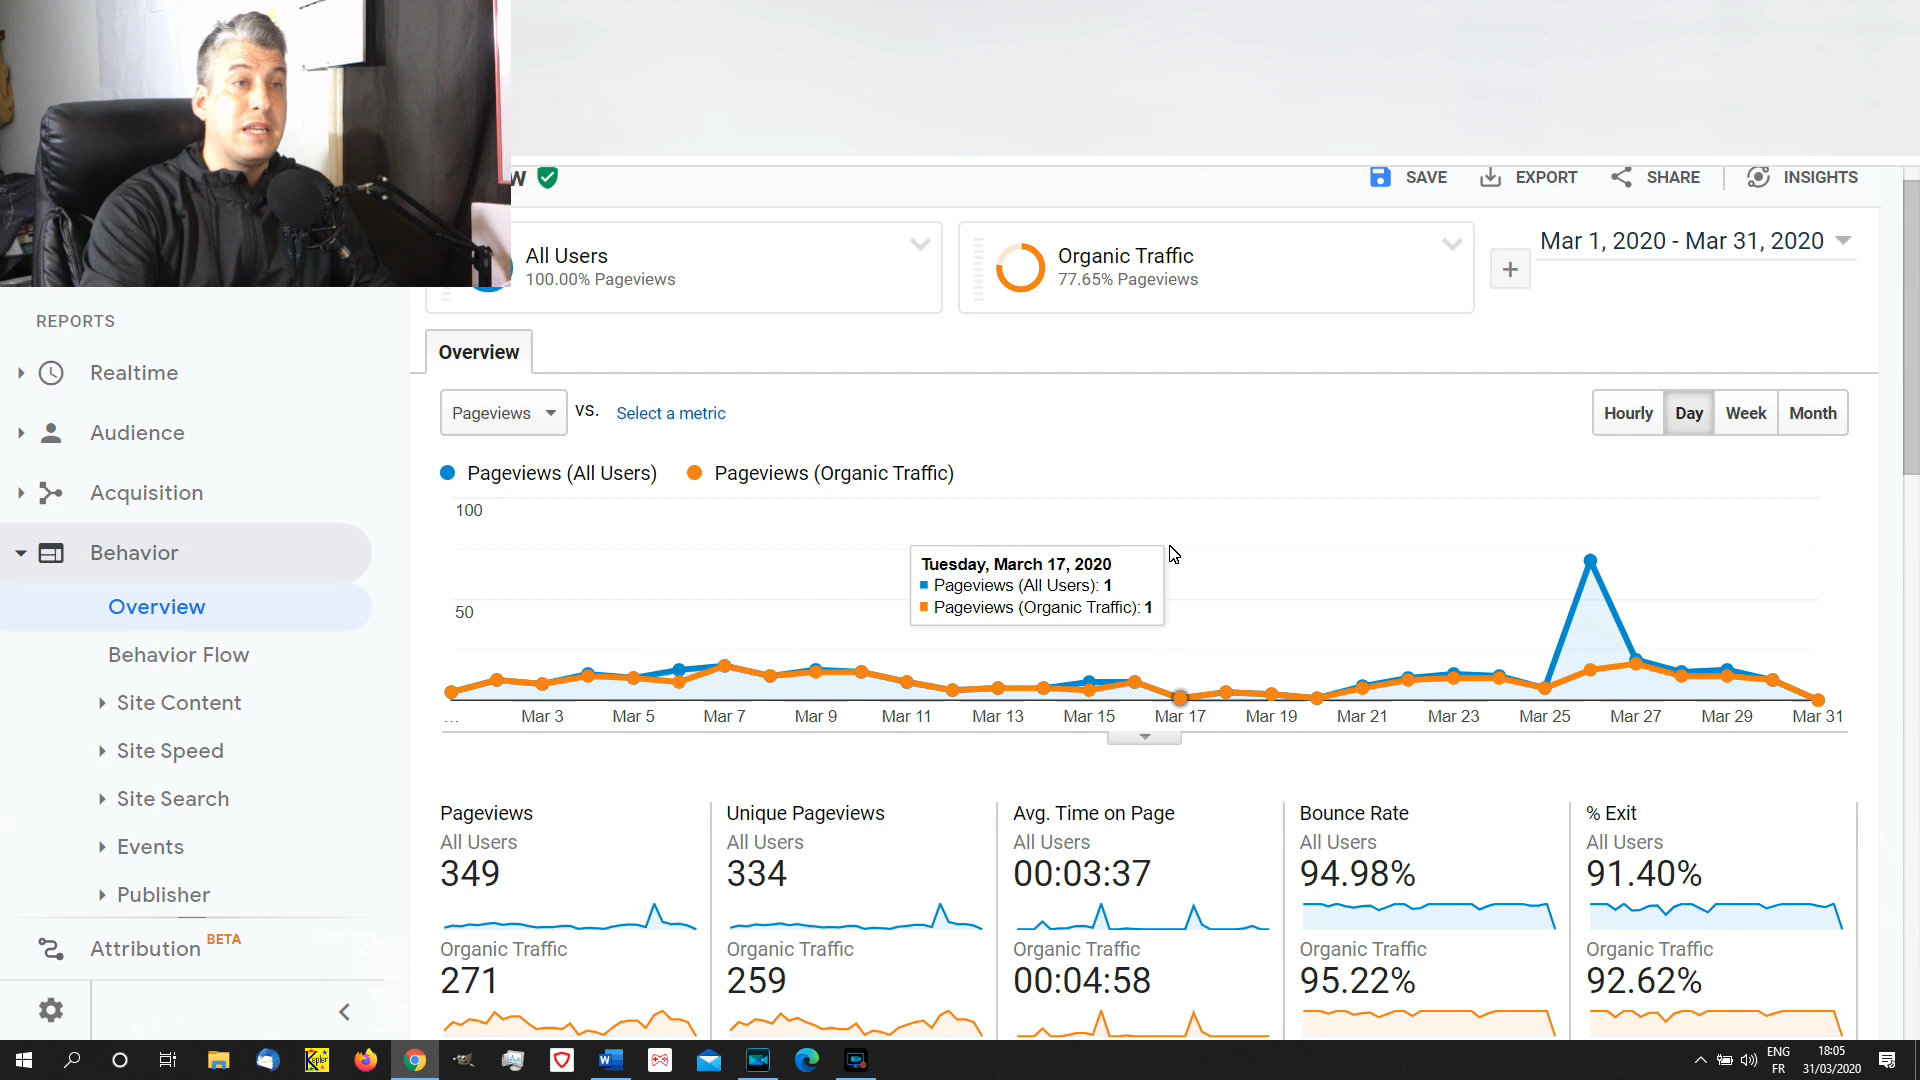 W
SAVE
EXPORT
SHARE
INSIGHTS
All Users
100.00% Pageviews
Organic Traffic
77.65% Pageviews
+
Mar 1, 2020 - Mar 31, 2020
REPORTS
Realtime
Audience
Acquisition
Behavior
Overview
Behavior Flow
Site Content
Site Speed
Site Search
Events
Publisher
Attribution BETA
Overview
Pageviews
VS.
Select a metric
Hourly
Day
Week
Month
Pageviews (All Users)
Pageviews (Organic Traffic)
100
50
Tuesday, March 17, 2020
Pageviews (All Users): 1
Pageviews (Organic Traffic): 1
...
Mar 3
Mar 5
Mar 7
Mar 9
Mar 11
Mar 13
Mar 15
Mar 17
Mar 19
Mar 21
Mar 23
Mar 25
Mar 27
Mar 29
Mar 31
Pageviews
All Users
349
Organic Traffic
271
Unique Pageviews
All Users
334
Organic Traffic
259
Avg. Time on Page
All Users
00:03:37
Organic Traffic
00:04:58
Bounce Rate
All Users
94.98%
Organic Traffic
95.22%
% Exit
All Users
91.40%
Organic Traffic
92.62%
ENG
FR
18:05
31/03/2020